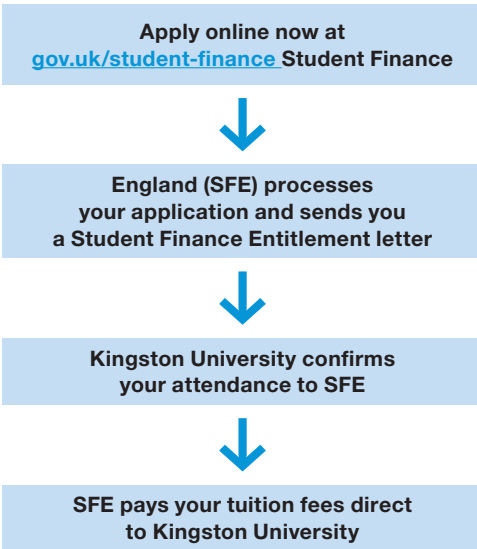 Apply online now at
gov.uk/student-finance Student Finance
England (SFE) processes
your application and sends you
a Student Finance Entitlement letter
Kingston University confirms
your attendance to SFE
SFE pays your tuition fees direct
to Kingston University